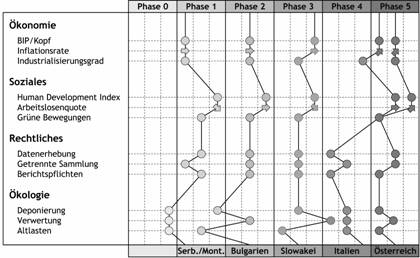 Phase 0 Phase 1 Phase 2 Phase 3 Phase 4 Phase 5
Ökonomie
BIP/Kopf
Inflationsrate
Industrialisierungsgrad
Soziales
Human Development Index
Arbeitslosenquote
Grüne Bewegungen
Rechtliches
Datenerhebung
Getrennte Sammlung
Berichtspflichten
Ökologie
Deponierung
Verwertung
Altlasten
Serb./Mont. Bulgarien Slowakei Italien Österreich